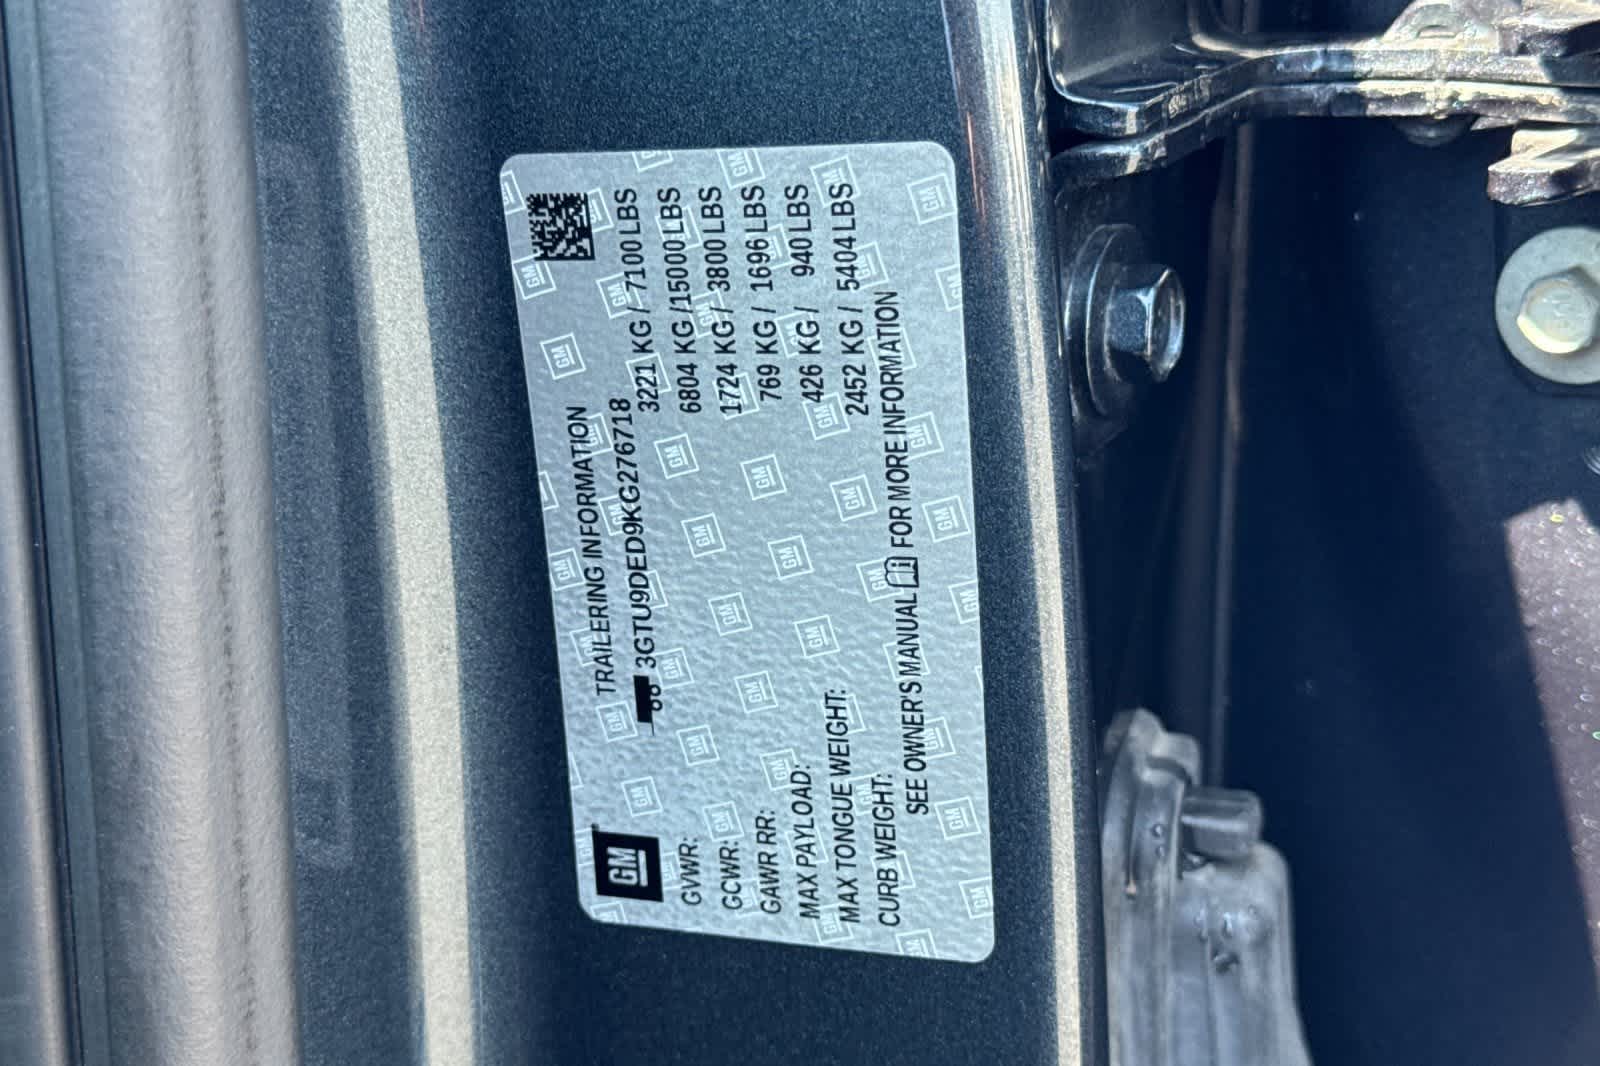 TRAILERING INFORMATION
3GTU9DED9KG276718
GM
GVWR: 3221 KG / 7100 LBS
GCWR: 6804 KG /15000 LBS
GAWR RR: 1724 KG / 3800 LBS
MAX PAYLOAD: 769 KG / 1696 LBS
MAX TONGUE WEIGHT: 426 KG / 940 LBS
CURB WEIGHT: 2452 KG / 5404 LBS
SEE OWNER'S MANUAL FOR MORE INFORMATION